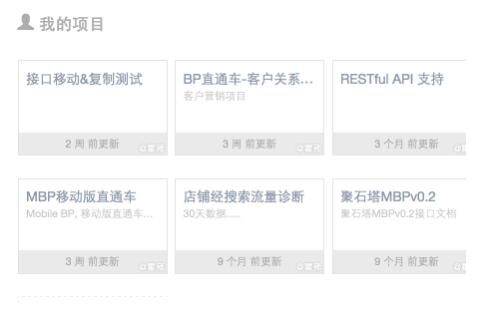 我的项目
接口移动&复制测试
2 周 前更新
BP直通车-客户关系...
客户营销项目
3 周 前更新
RESTful API 支持
3 个月 前更新
MBP移动版直通车
Mobile BP, 移动版直通车...
3 周 前更新
店铺经搜索流量诊断
30天数据.....
9 个月 前更新
聚石塔MBPv0.2
聚石塔MBPv0.2接口文档
9 个月 前更新